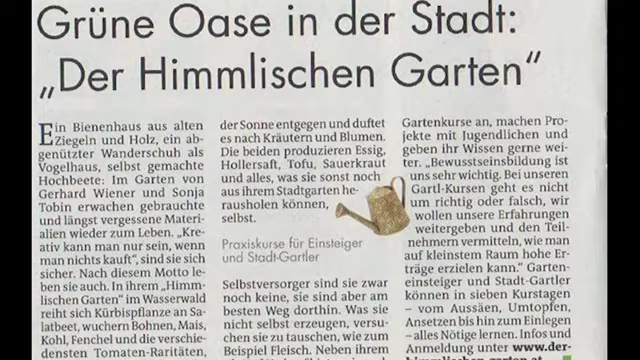 Grüne Oase in der Stadt:
„Der Himmlischen Garten“
Ein Bienenhaus aus alten
Ziegeln und Holz, ein ab-
genützter Wanderschuh als
Vogelhaus, selbst gemachte
Hochbeete: Im Garten von
Gerhard Wiener und Sonja
Tobin erwachen gebrauchte
und längst vergessene Materi-
alien wieder zum Leben. „Kre-
ativ kann man nur sein, wenn
man nichts kauft“, sind sie sich
sicher. Nach diesem Motto le-
ben sie auch. In ihrem „Himm-
lischen Garten“ im Wasserwald
reiht sich Kürbispflanze an Sa-
latbeet, wuchern Bohnen, Mais,
Kohl, Fenchel und die verschie-
densten Tomaten-Raritäten,
der Sonne entgegen und duftet
es nach Kräutern und Blumen.
Die beiden produzieren Essig,
Hollersaft, Tofu, Sauerkraut
und alles, was sie sonst noch
aus ihrem Stadtgarten he-
rausholen können,
selbst.
Praxiskurse für Einsteiger
und Stadt-Gartler
Selbstversorger sind sie zwar
noch keine, sie sind aber am
besten Weg dorthin. Was sie
nicht selbst erzeugen, versu-
chen sie zu tauschen, wie zum
Beispiel Fleisch. Neben ihren
Gartenkurse an, machen Pro-
jekte mit Jugendlichen und
geben ihr Wissen gerne wei-
ter. „Bewusstseinsbildung ist
uns sehr wichtig. Bei unseren
Gartl-Kursen geht es nicht
um richtig oder falsch, wir
wollen unsere Erfahrungen
weitergeben und den Teil-
nehmern vermitteln, wie man
auf kleinstem Raum hohe Er-
träge erzielen kann.“ Garten-
einsteiger und Stadt-Gartler
können in sieben Kurstagen
– vom Aussäen, Umtopfen,
Ansetzen bis hin zum Einlegen
– alles Nötige lernen. Infos und
Anmeldung unter www.der-